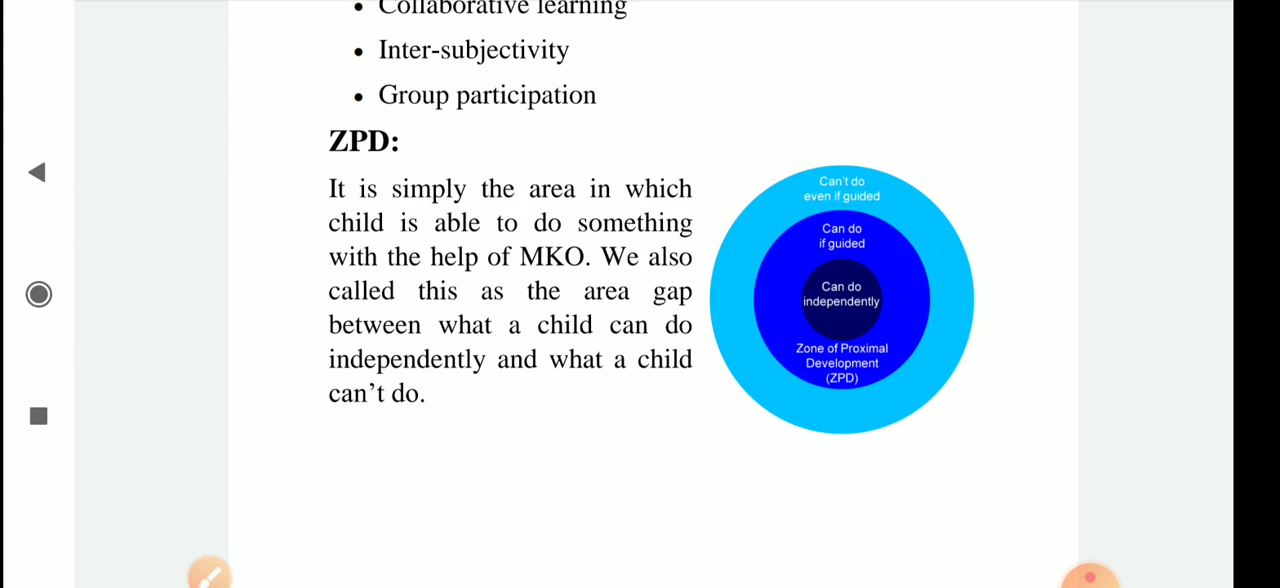 • Collaborative learning
• Inter-subjectivity
• Group participation
ZPD:
It is simply the area in which
child is able to do something
with the help of MKO. We also
called this as the area gap
between what a child can do
independently and what a child
can't do.
Can't do
even if guided
Can do
if guided
Can do
independently
Zone of Proximal
Development
(ZPD)